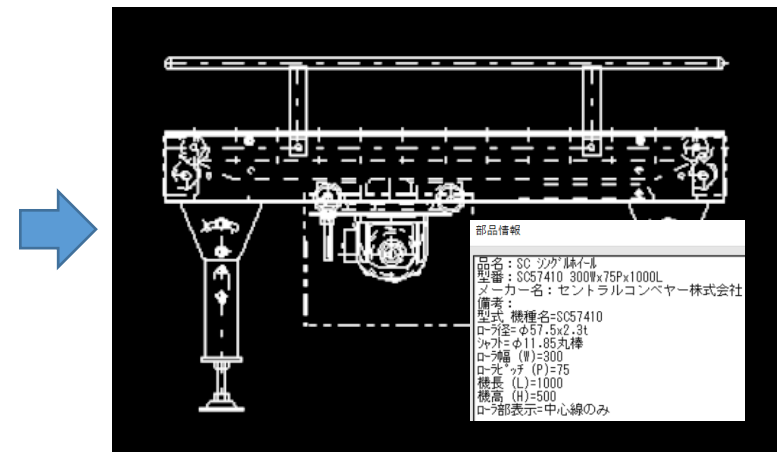 部品情報
品名：SC ｼﾝｸﾞﾙﾎｲｰﾙ
型番：SC57410 300Wx75Px1000L
メーカー名：セントラルコンベヤー株式会社
備考：
型式 機種名=SC57410
ﾛｰﾗ径=φ57.5x2.3t
ｼｬﾌﾄ=φ11.85丸棒
ﾛｰﾗ幅 (W)=300
ﾛｰﾗﾋﾟｯﾁ (P)=75
機長 (L)=1000
機高 (H)=500
ﾛｰﾗ部表示=中心線のみ